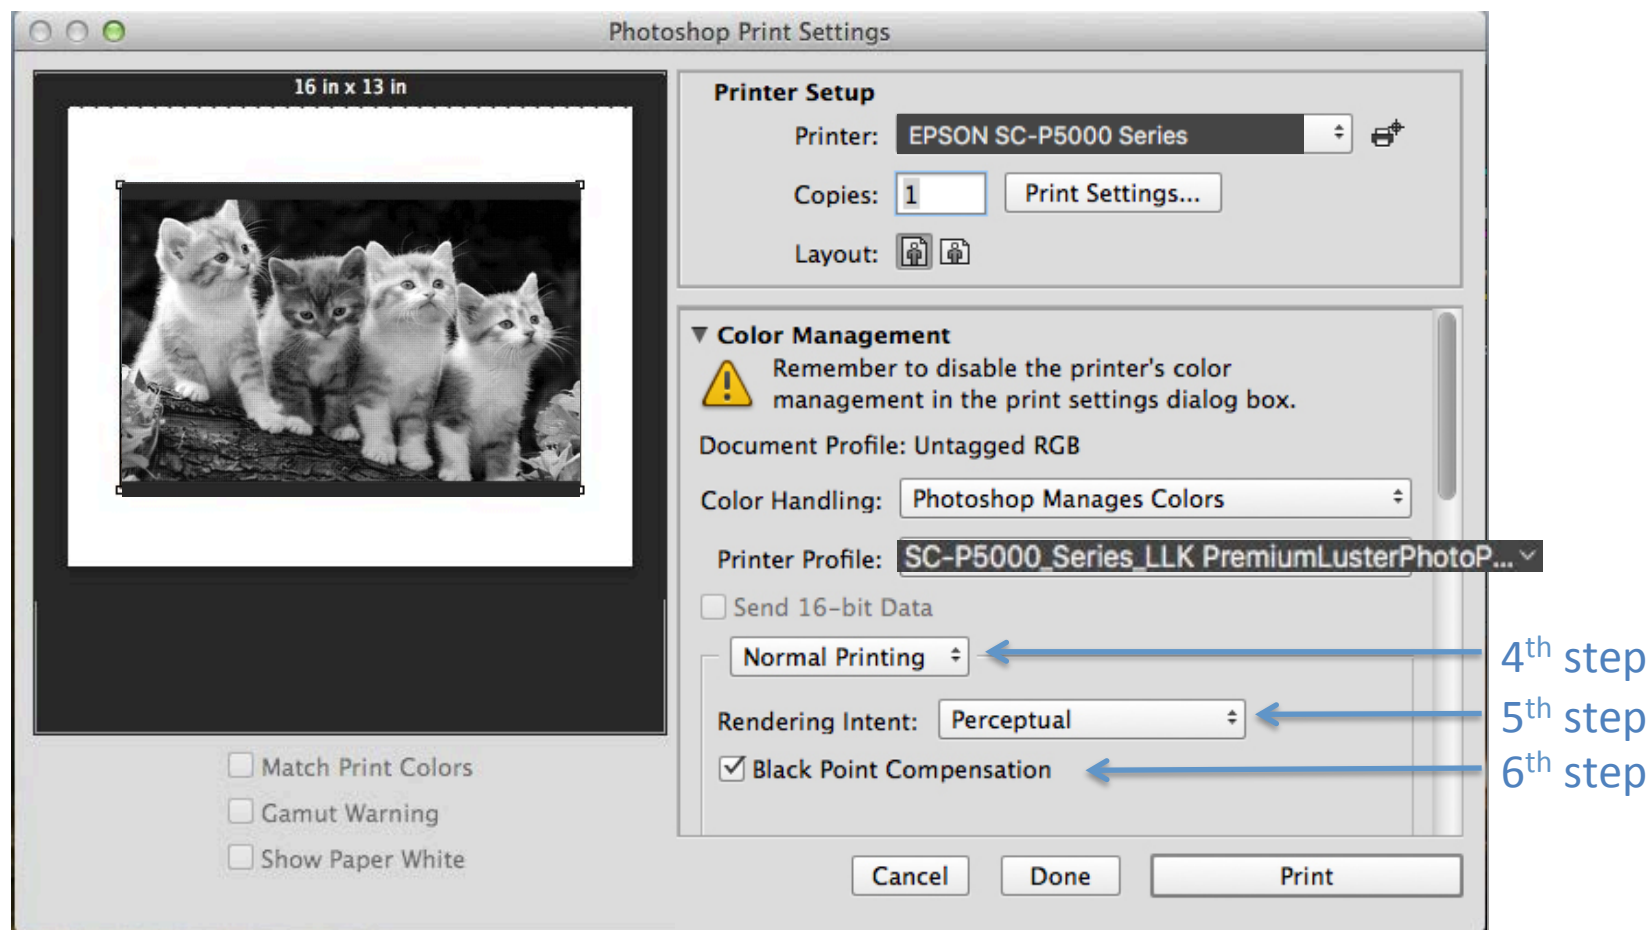 Photoshop Print Settings
16 in x 13 in
Printer Setup
Printer: EPSON SC-P5000 Series
Copies: 1 Print Settings...
Layout:
Color Management
Remember to disable the printer's color
management in the print settings dialog box.
Document Profile: Untagged RGB
Color Handling: Photoshop Manages Colors
Printer Profile: SC-P5000_Series_LLK PremiumLusterPhotoP...
Send 16-bit Data
Normal Printing 4th step
Rendering Intent: Perceptual 5th step
Black Point Compensation 6th step
Match Print Colors
Gamut Warning
Show Paper White
Cancel Done Print